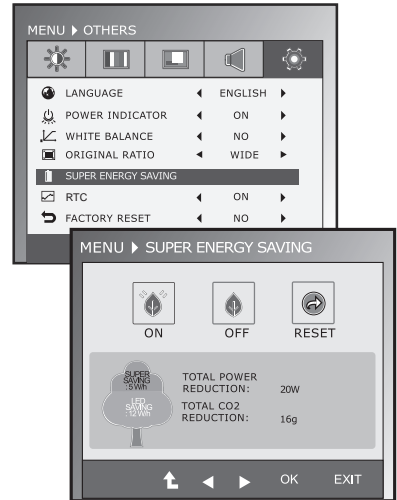 MENU ▶ OTHERS
LANGUAGE ◀ ENGLISH ▶
POWER INDICATOR ◀ ON ▶
WHITE BALANCE ◀ NO ▶
ORIGINAL RATIO ◀ WIDE ▶
SUPER ENERGY SAVING
RTC ◀ ON ▶
FACTORY RESET ◀ NO ▶
MENU ▶ SUPER ENERGY SAVING
ON OFF RESET
SUPER
SAVING
: 5 W/h
LED
SAVING
: 12 W/h
TOTAL POWER
REDUCTION: 20W
TOTAL CO2
REDUCTION: 16g
OK EXIT